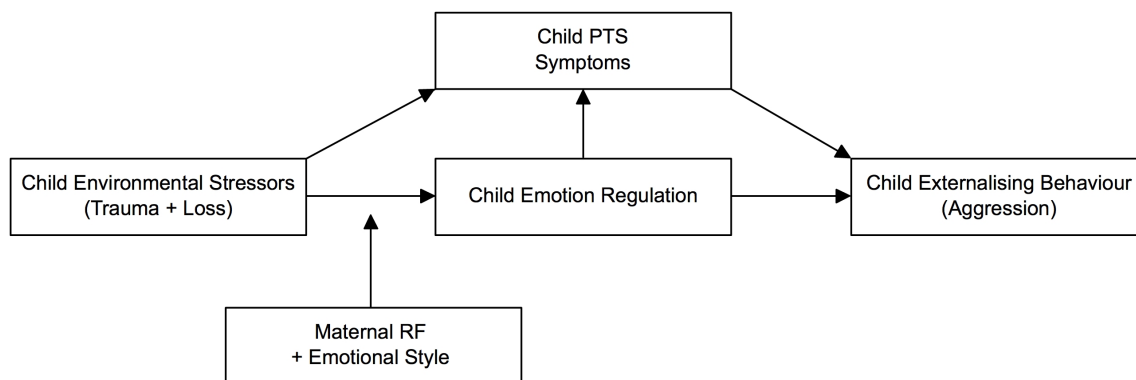 Child PTS
Symptoms
Child Environmental Stressors
(Trauma + Loss)
Child Emotion Regulation
Child Externalising Behaviour
(Aggression)
Maternal RF
+ Emotional Style